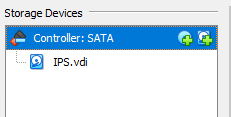 Storage Devices
Controller: SATA
IPS.vdi